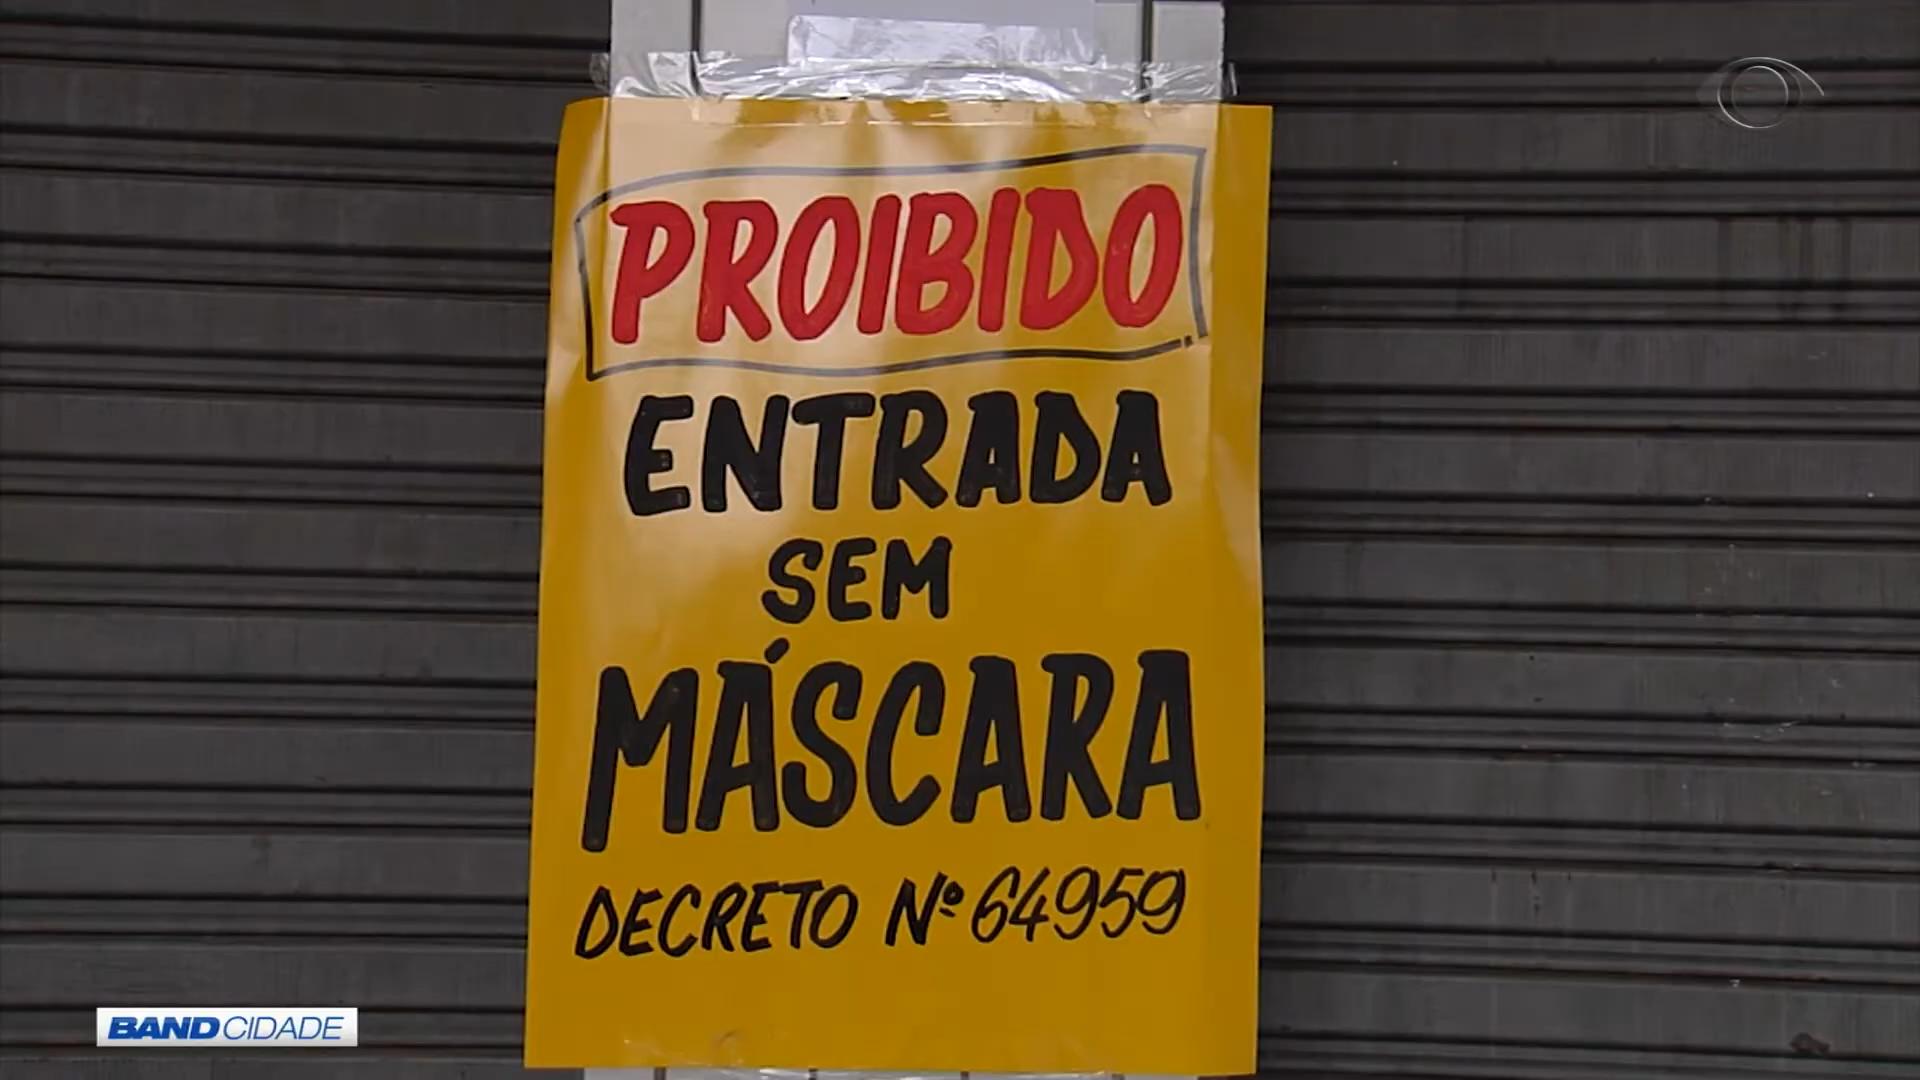 PROIBIDO
ENTRADA
SEM
MÁSCARA
DECRETO Nº 64959
BAND CIDADE